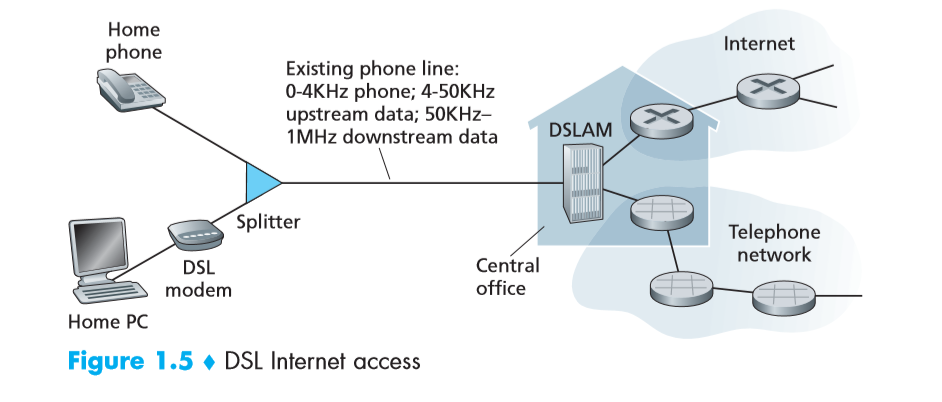 Home
phone
Existing phone line:
0-4KHz phone; 4-50KHz
upstream data; 50KHz–
1MHz downstream data
Internet
DSLAM
Splitter
Telephone
network
DSL
modem
Central
office
Home PC
Figure 1.5 ♦ DSL Internet access